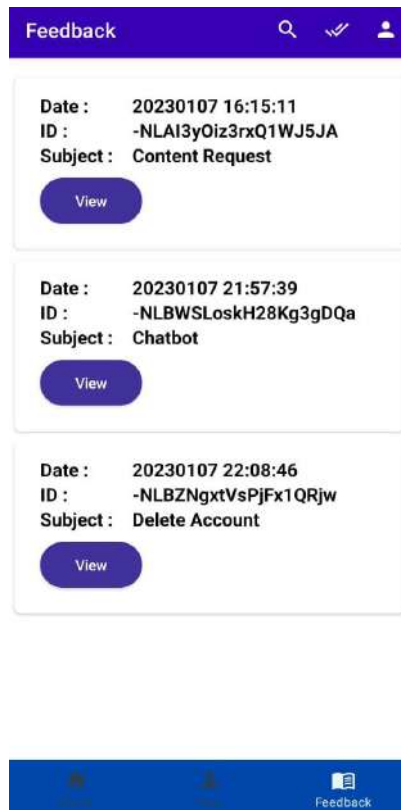 Feedback
Date : 20230107 16:15:11
ID : -NLAI3yOiz3rxQ1WJ5JA
Subject : Content Request
View
Date : 20230107 21:57:39
ID : -NLBWSLoskH28Kg3gDQa
Subject : Chatbot
View
Date : 20230107 22:08:46
ID : -NLBZNgxtVsPjFx1QRjw
Subject : Delete Account
View
Feedback